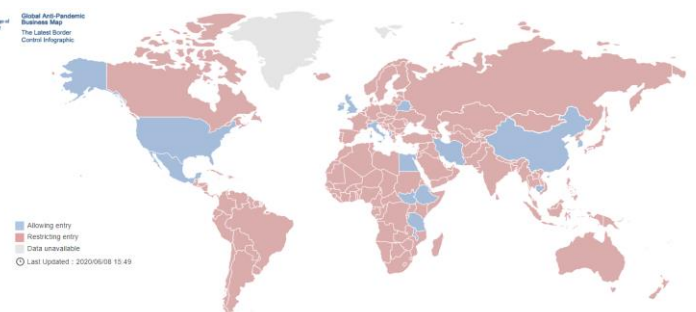 Global Anti-Pandemic
Business Map
The Latest Border
Control Infographic
Allowing entry
Restricting entry
Data unavailable
Last Updated : 2020/06/08 15:49